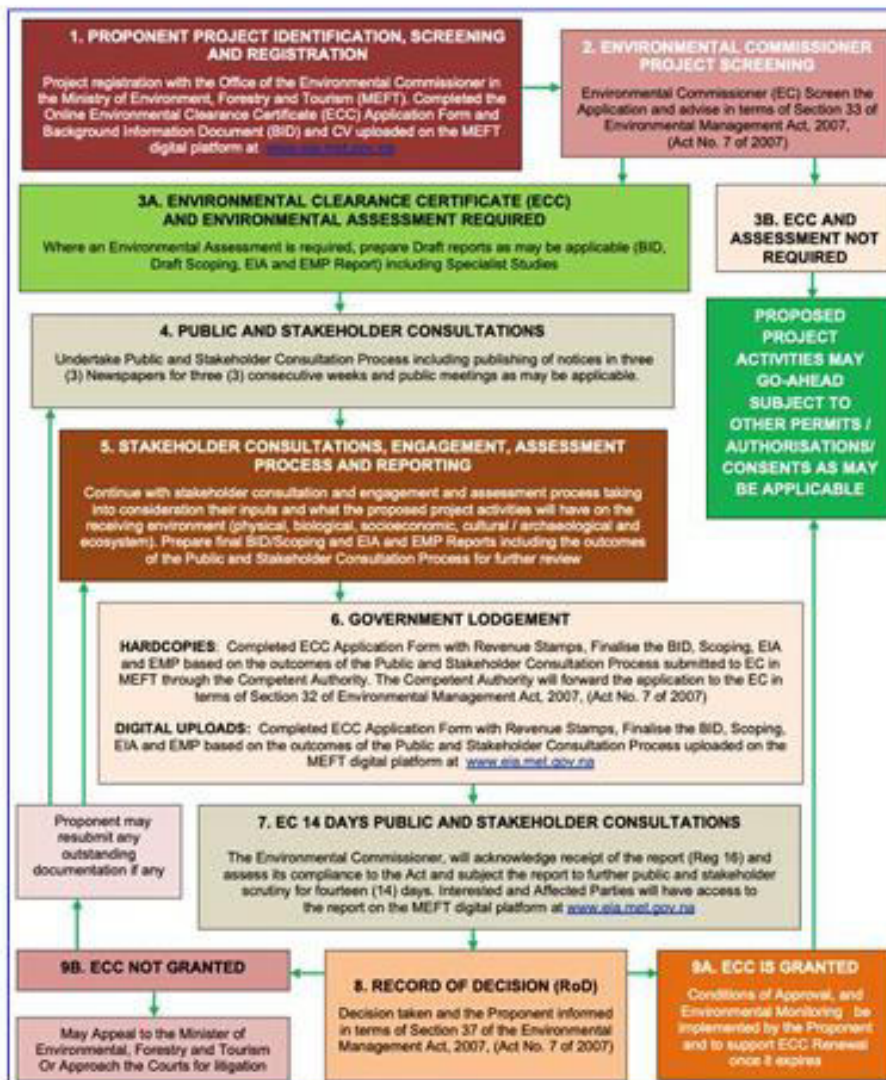 1. PROPONENT PROJECT IDENTIFICATION, SCREENING
AND REGISTRATION
Project registration with the Office of the Environmental Commissioner in
the Ministry of Environment, Forestry and Tourism (MEFT). Completed the
Online Environmental Clearance Certificate (ECC) Application Form and
Background Information Document (BID) and CV uploaded on the MEFT
digital platform at www.eia.met.gov.na
2. ENVIRONMENTAL COMMISSIONER
PROJECT SCREENING
Environmental Commissioner (EC) Screen the
Application and advise in terms of Section 33 of
of Environmental Management Act, 2007,
(Act No. 7 of 2007)
3A. ENVIRONMENTAL CLEARANCE CERTIFICATE (ECC)
AND ENVIRONMENTAL ASSESSMENT REQUIRED
Where an Environmental Assessment is required, prepare Draft reports as may be applicable (BID,
Draft Scoping, EIA and EMP Report) including Specialist Studies
3B. ECC AND
ASSESSMENT NOT
REQUIRED
4. PUBLIC AND STAKEHOLDER CONSULTATIONS
Undertake Public and Stakeholder Consultation Process including publishing of notices in three
(3) Newspapers for three (3) consecutive weeks and public meetings as may be applicable.
PROPOSED
PROJECT
ACTIVITIES MAY
GO-AHEAD
SUBJECT TO
OTHER PERMITS /
AUTHORISATIONS/
CONSENTS AS MAY
BE APPLICABLE
5. STAKEHOLDER CONSULTATIONS, ENGAGEMENT, ASSESSMENT
PROCESS AND REPORTING
Continue with stakeholder consultation and engagement and assessment process taking
into consideration their inputs and what the proposed project activities will have on the
receiving environment (physical, biological, socioeconomic, cultural / archaeological and
ecosystem). Prepare final BID/Scoping and EIA and EMP Reports including the outcomes
of the Public and Stakeholder Consultation Process for further review
6. GOVERNMENT LODGEMENT
HARDCOPIES: Completed ECC Application Form with Revenue Stamps, Finalise the BID, Scoping, EIA
and EMP based on the outcomes of the Public and Stakeholder Consultation Process submitted to EC in
MEFT through the Competent Authority. The Competent Authority will forward the application to the EC in
terms of Section 32 of Environmental Management Act, 2007, (Act No. 7 of 2007)
DIGITAL UPLOADS: Completed ECC Application Form with Revenue Stamps, Finalise the BID, Scoping,
EIA and EMP based on the outcomes of the Public and Stakeholder Consultation Process uploaded on the
MEFT digital platform at www.eia.met.gov.na
Proponent may
resubmit any
outstanding
documentation if any
7. EC 14 DAYS PUBLIC AND STAKEHOLDER CONSULTATIONS
The Environmental Commissioner, will acknowledge receipt of the report (Reg 16) and
assess its compliance to the Act and subject the report to further public and stakeholder
scrutiny for fourteen (14) days. Interested and Affected Parties will have access to
the report on the MEFT digital platform at www.eia.met.gov.na
9B. ECC NOT GRANTED
May Appeal to the Minister of
Environmental, Forestry and Tourism
Or Approach the Courts for litigation
8. RECORD OF DECISION (RoD)
Decision taken and the Proponent informed
in terms of Section 37 of the Environmental
Management Act, 2007, (Act No. 7 of 2007)
9A. ECC IS GRANTED
Conditions of Approval, and
Environmental Monitoring be
implemented by the Proponent
and to support ECC Renewal
once it expires